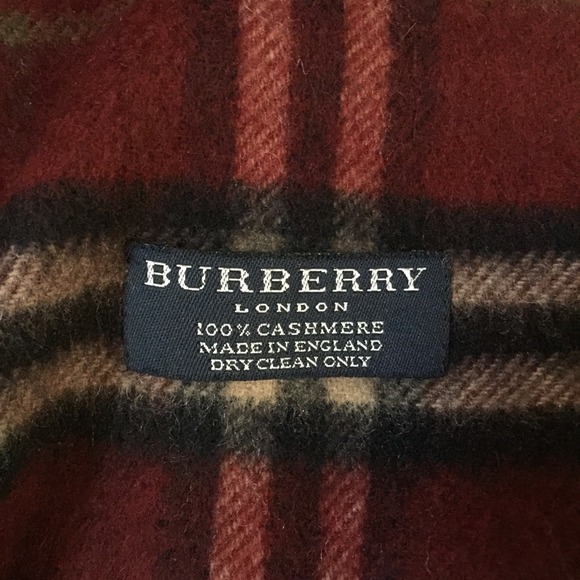 BURBERRY
LONDON
100% CASHMERE
MADE IN ENGLAND
DRY CLEAN ONLY